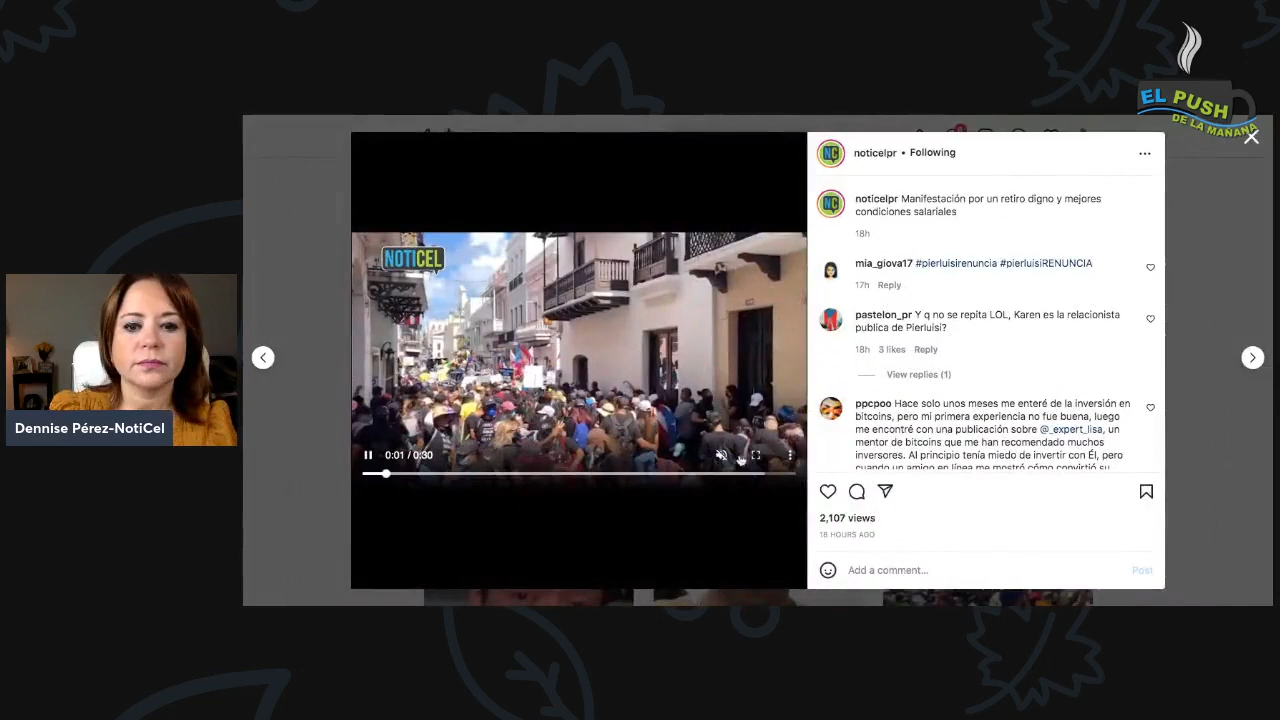 EL PUSH
DE LA MAÑANA
noticelpr • Following
noticelpr Manifestación por un retiro digno y mejores
condiciones salariales
18h
mia_giova17 #pierluisirenuncia #pierluisiRENUNCIA
17h Reply
pastelon_pr Y q no se repita LOL, Karen es la relacionista
publica de Pierluisi?
18h 3 likes Reply
View replies (1)
ppcpoo Hace solo unos meses me enteré de la inversión en
bitcoins, pero mi primera experiencia no fue buena, luego
me encontré con una publicación sobre @_expert_lisa, un
mentor de bitcoins que me han recomendado muchos
inversores. Al principio tenía miedo de invertir con Él, pero
cuando un amigo en línea me mostró cómo convirtió su
2,107 views
18 HOURS AGO
Add a comment...
Post
NC
NC
NOTICEL
0:01 / 0:30
Dennise Pérez-NotiCel